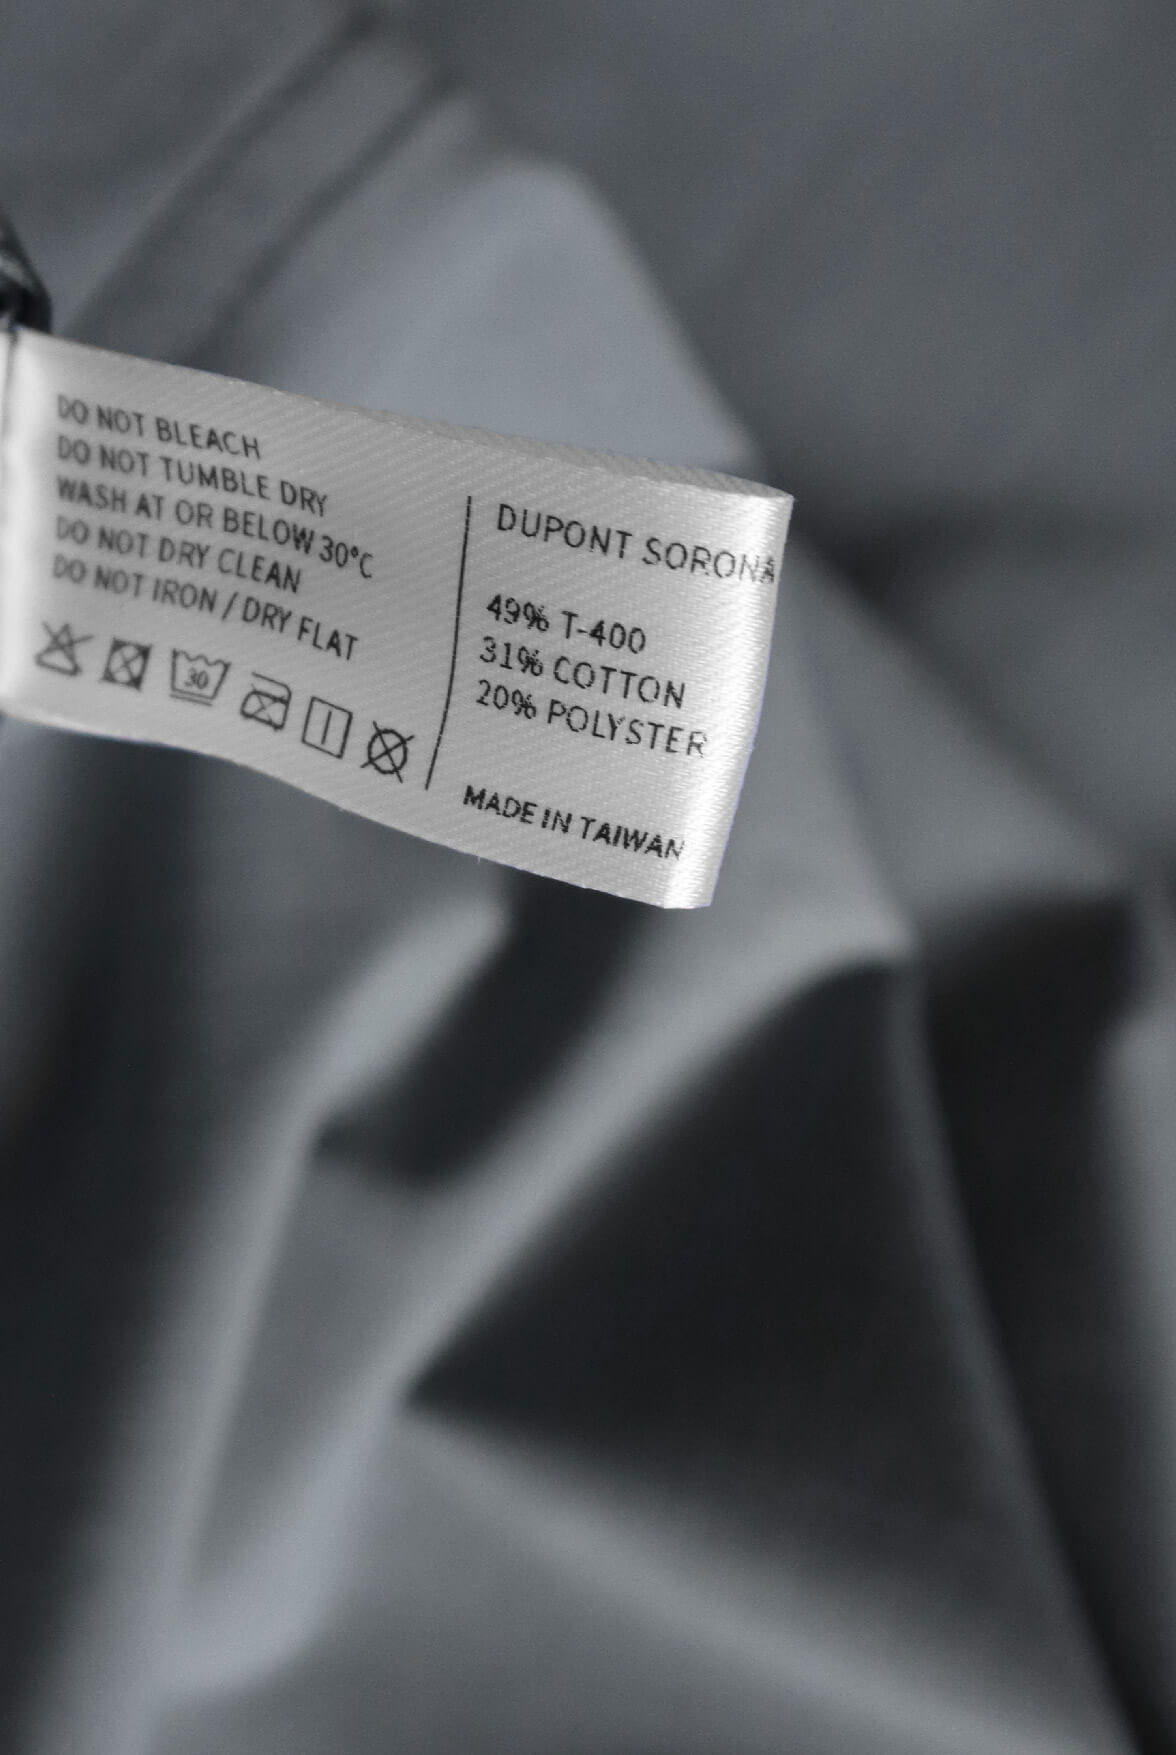 DO NOT BLEACH
DO NOT TUMBLE DRY
WASH AT OR BELOW 30°C
DO NOT DRY CLEAN
DO NOT IRON / DRY FLAT
30
DUPONT SORONA
49% T-400
31% COTTON
20% POLYSTER
MADE IN TAIWAN